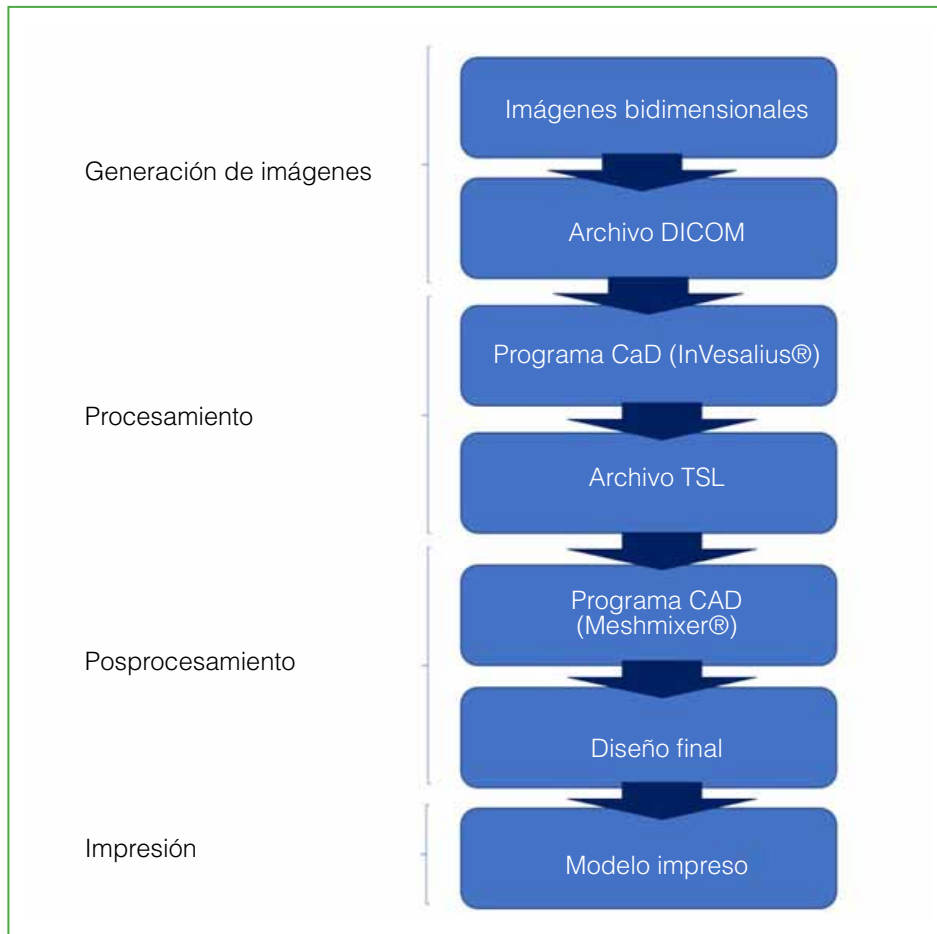 Generación de imágenes
Imágenes bidimensionales
Archivo DICOM
Procesamiento
Programa CaD (InVesalius®)
Archivo TSL
Posprocesamiento
Programa CAD
(Meshmixer®)
Diseño final
Impresión
Modelo impreso